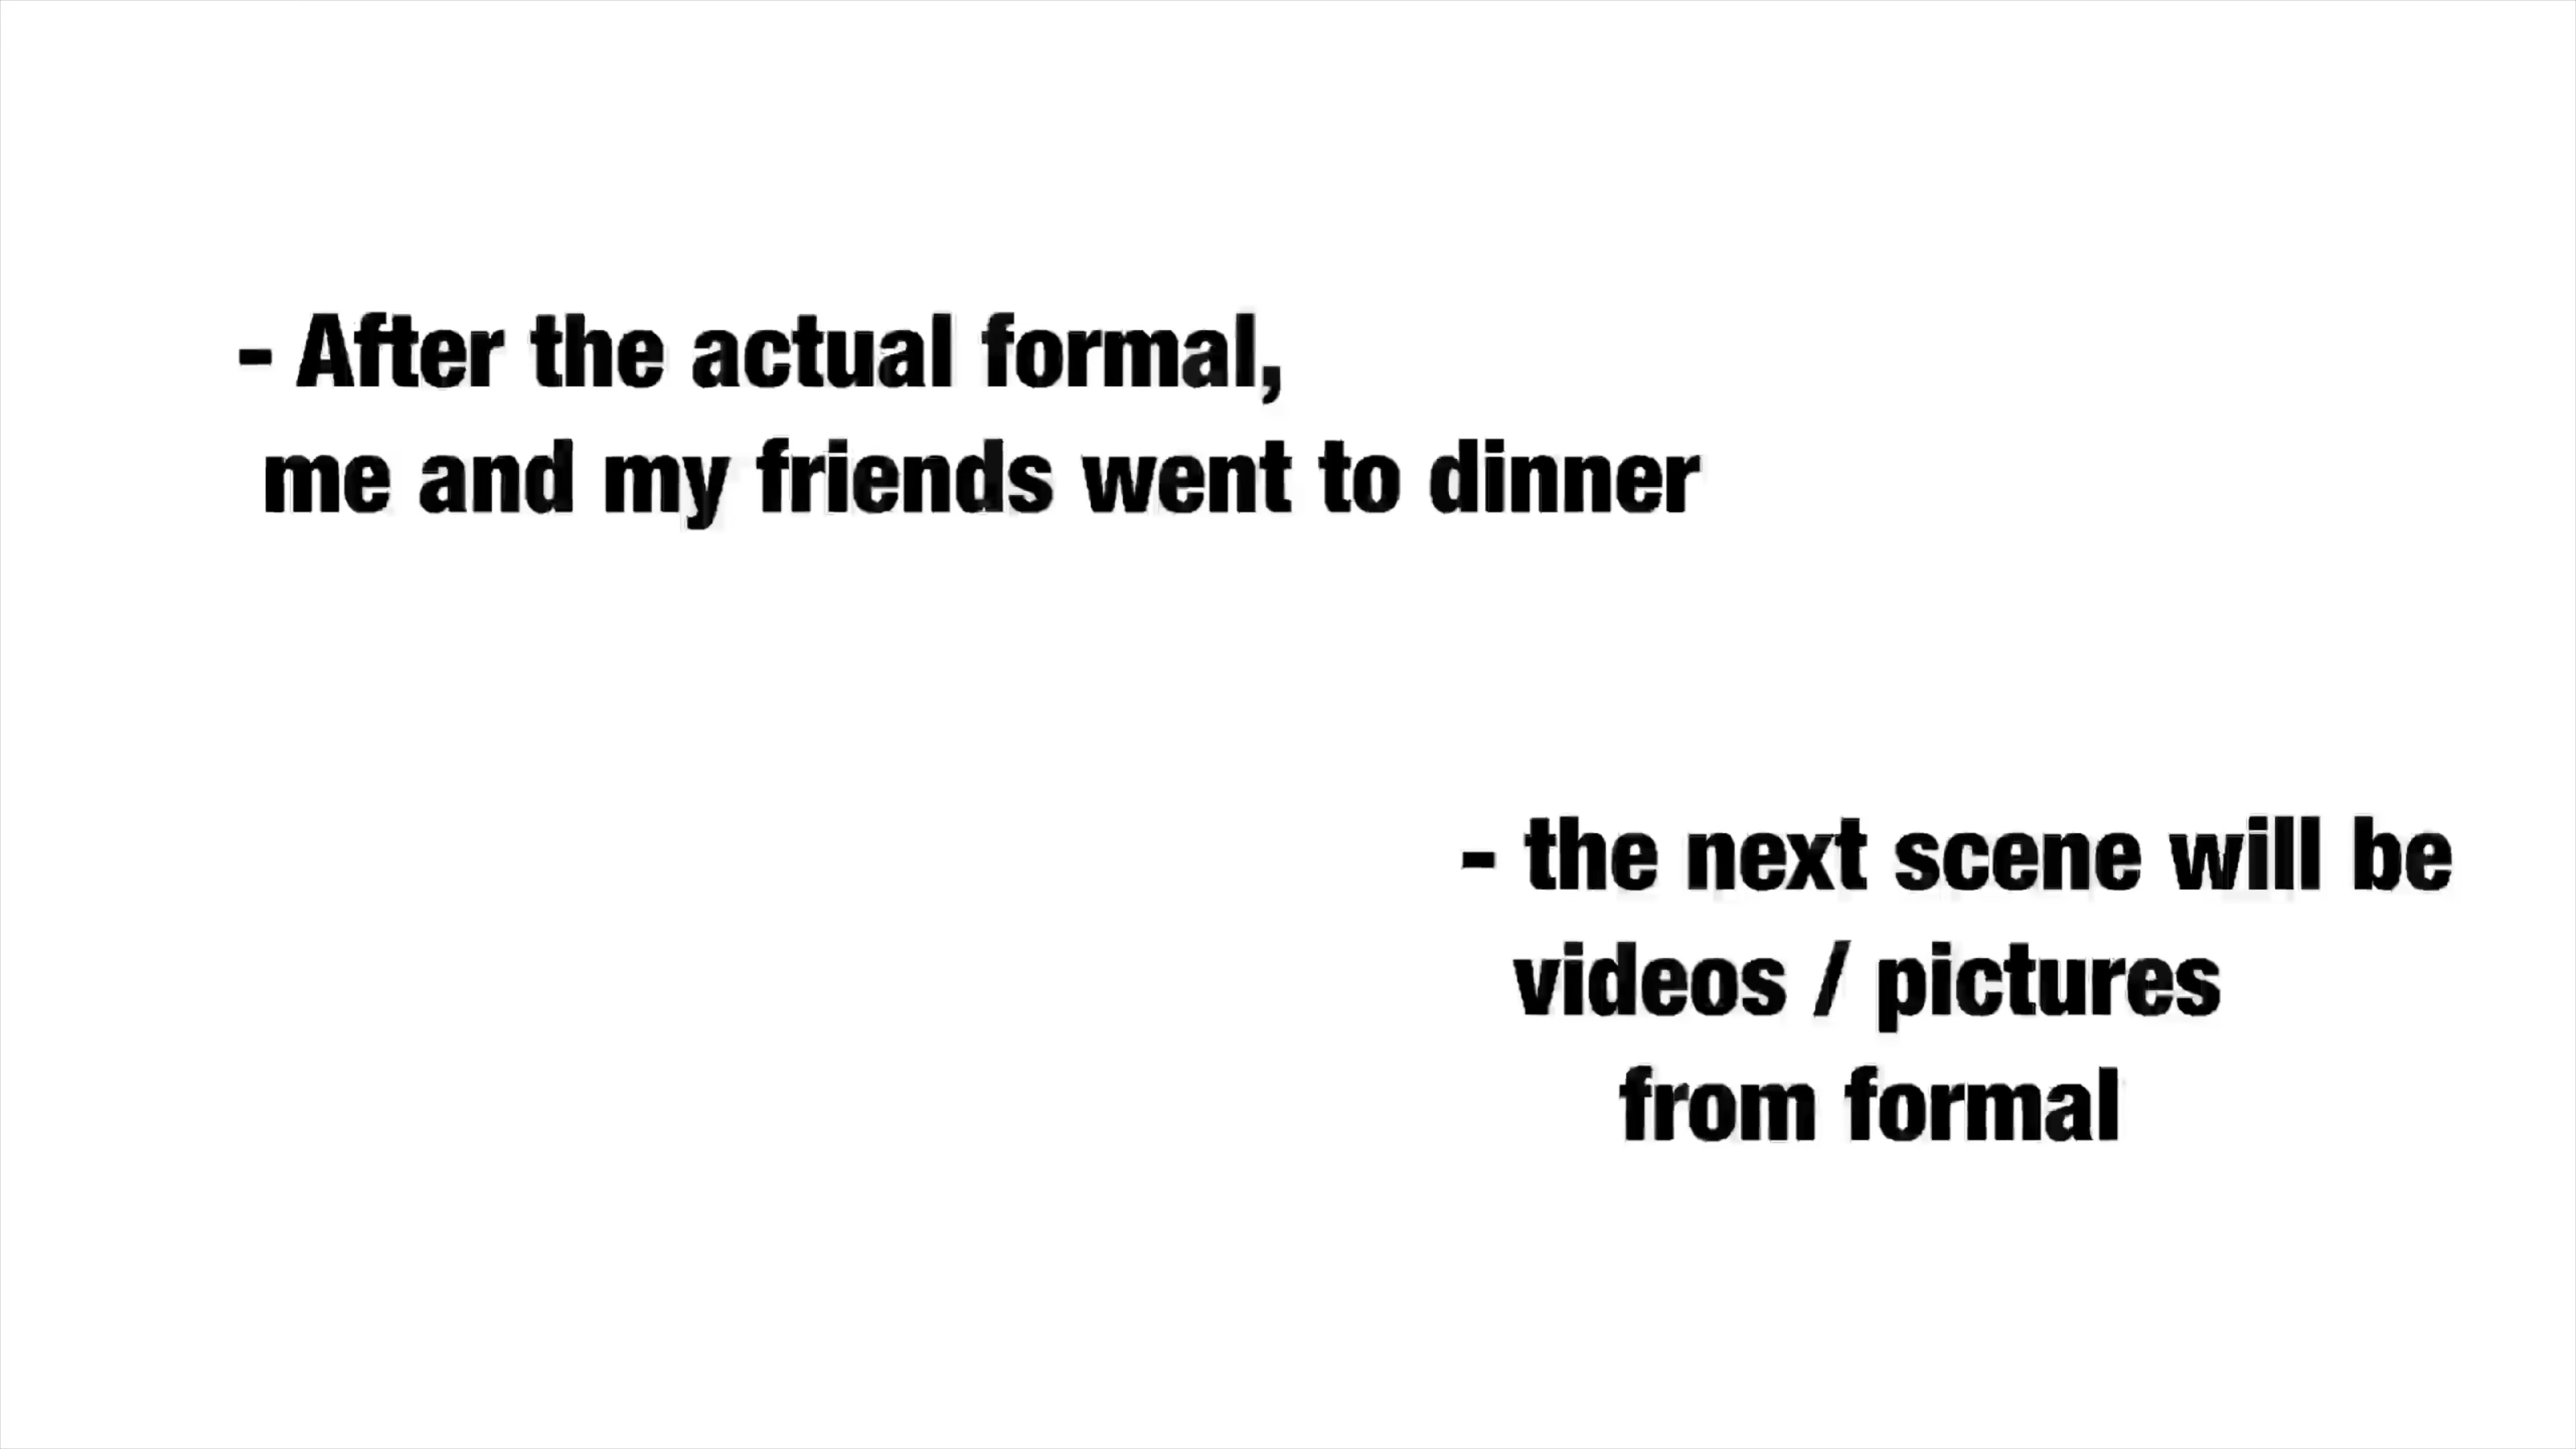 - After the actual formal,
me and my friends went to dinner
- the next scene will be
videos / pictures
from formal